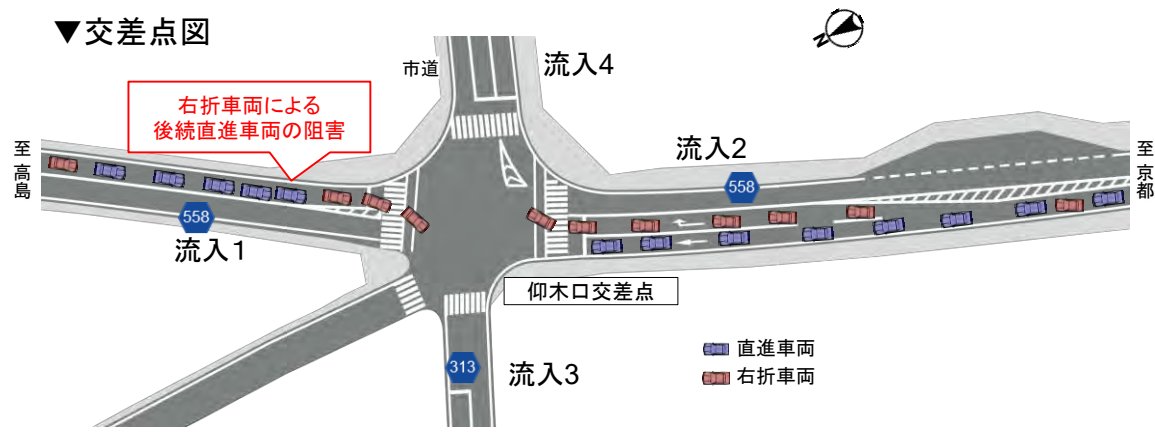 ▼交差点図
N
市道
流入4
右折車両による
後続直進車両の阻害
至 高島
流入2
至 京都
558
558
流入1
仰木口交差点
313
流入3
直進車両
右折車両